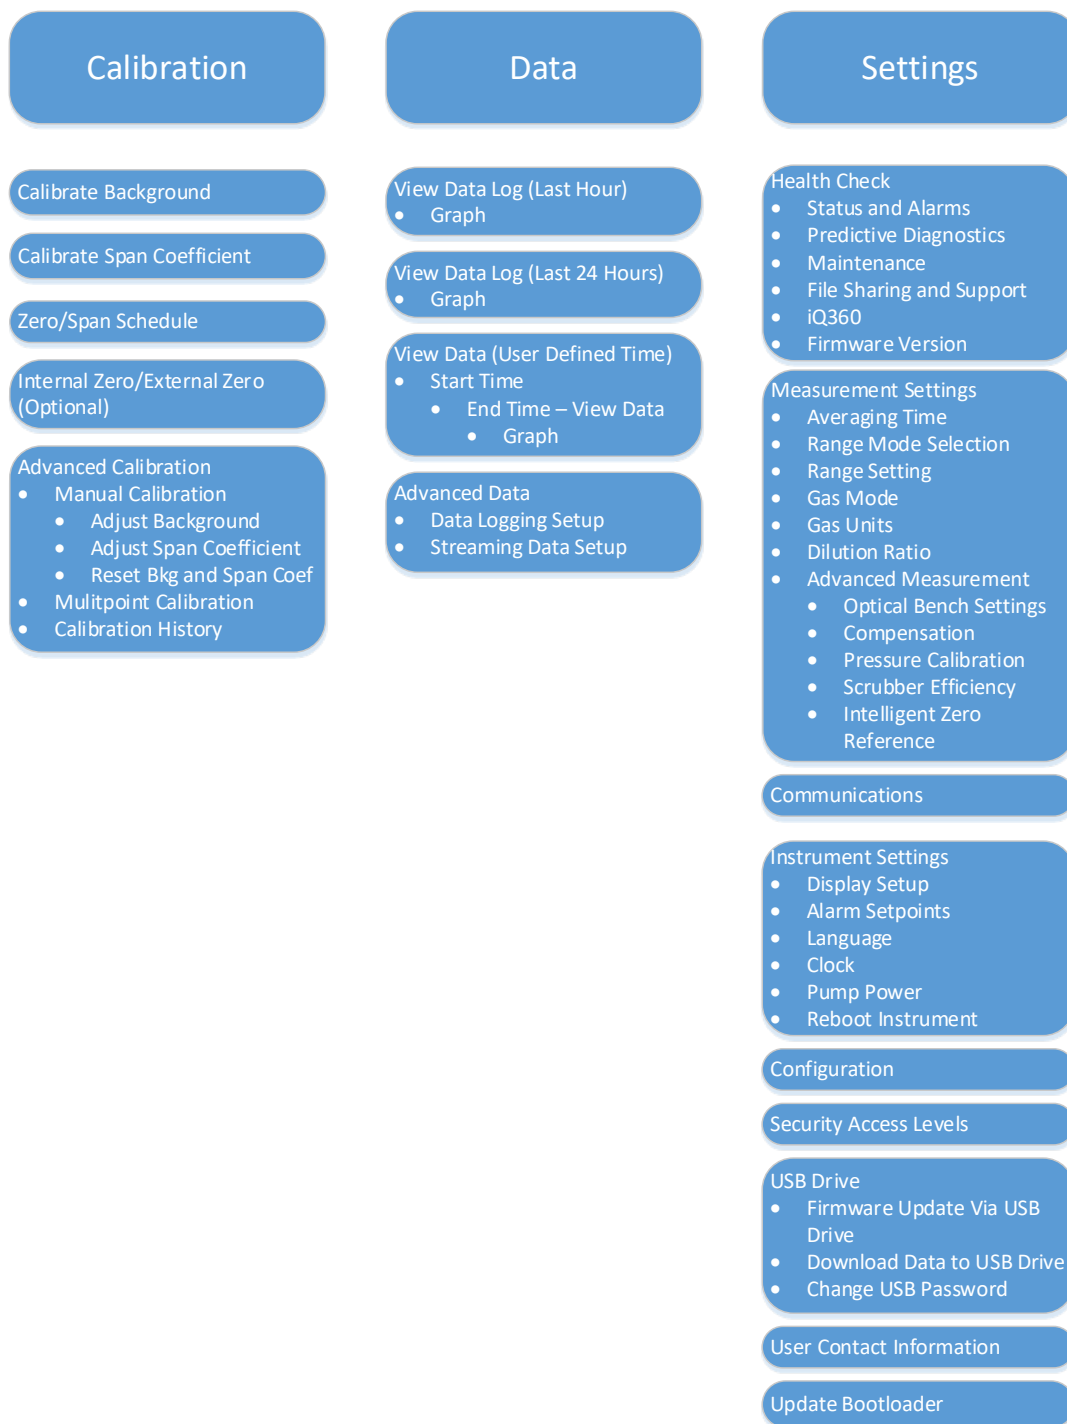 Calibration
Calibrate Background
Calibrate Span Coefficient
Zero/Span Schedule
Internal Zero/External Zero
(Optional)
Advanced Calibration
• Manual Calibration
• Adjust Background
• Adjust Span Coefficient
• Reset Bkg and Span Coef
• Mulitpoint Calibration
• Calibration History
Data
View Data Log (Last Hour)
• Graph
View Data Log (Last 24 Hours)
• Graph
View Data (User Defined Time)
• Start Time
• End Time – View Data
• Graph
Advanced Data
• Data Logging Setup
• Streaming Data Setup
Settings
Health Check
• Status and Alarms
• Predictive Diagnostics
• Maintenance
• File Sharing and Support
• iQ360
• Firmware Version
Measurement Settings
• Averaging Time
• Range Mode Selection
• Range Setting
• Gas Mode
• Gas Units
• Dilution Ratio
• Advanced Measurement
• Optical Bench Settings
• Compensation
• Pressure Calibration
• Scrubber Efficiency
• Intelligent Zero
Reference
Communications
Instrument Settings
• Display Setup
• Alarm Setpoints
• Language
• Clock
• Pump Power
• Reboot Instrument
Configuration
Security Access Levels
USB Drive
• Firmware Update Via USB
Drive
• Download Data to USB Drive
• Change USB Password
User Contact Information
Update Bootloader